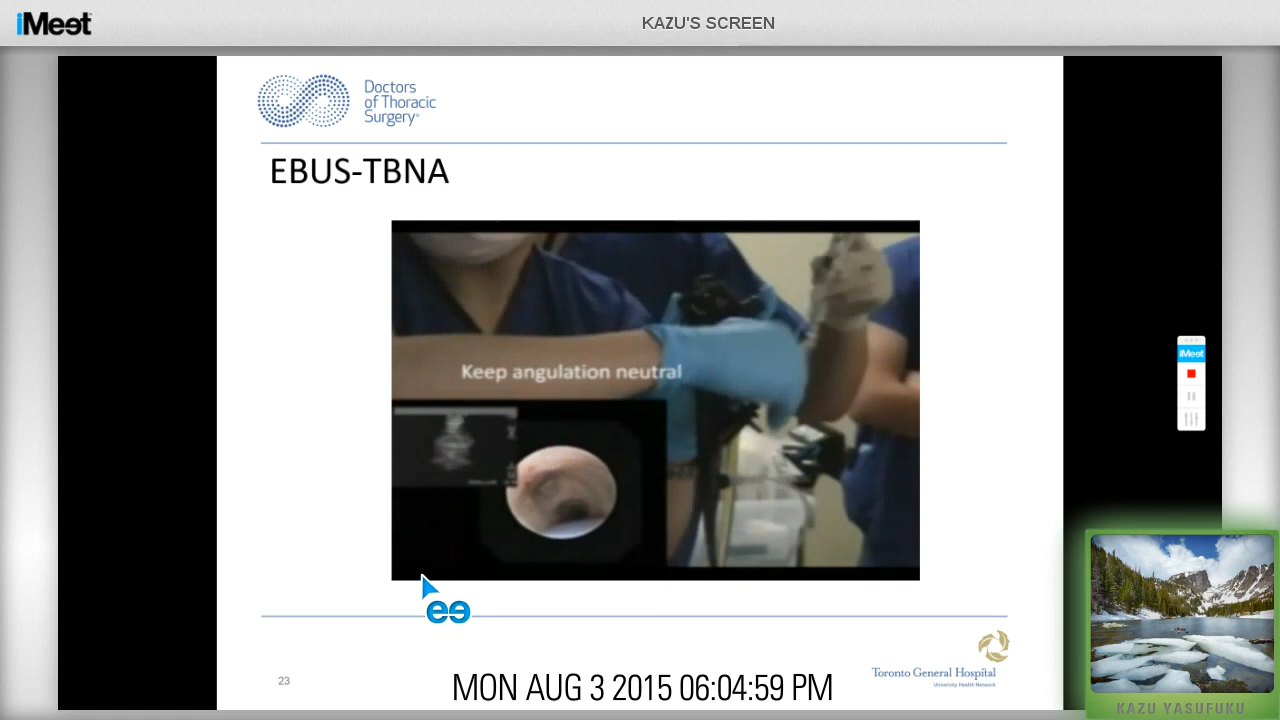 iMeet
KAZU'S SCREEN
Doctors
of Thoracic
Surgery
EBUS-TBNA
Keep angulation neutral
iMeet
ee
Toronto General Hospital
University Health Network
23
MON AUG 3 2015 06:04:59 PM
KAZU YASUFUKU